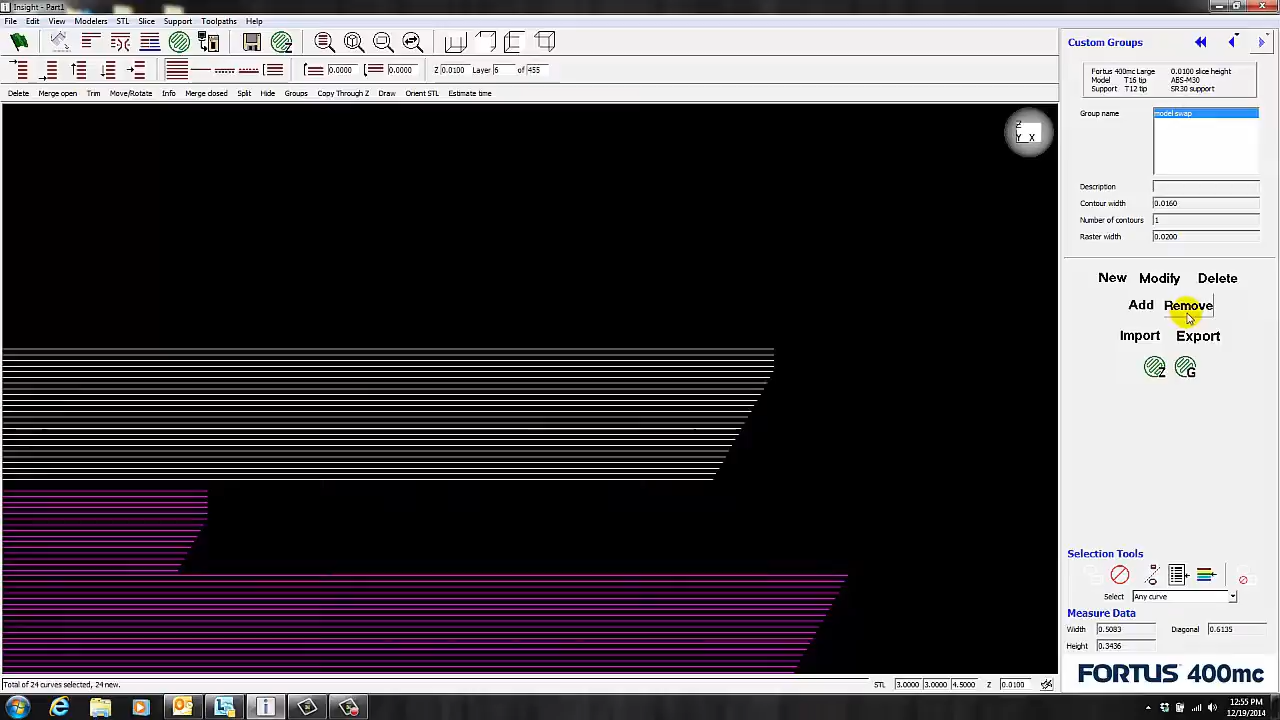 Insight - Part1
File Edit View Modelers STL Slice Support Toolpaths Help
0.0000 0.0000 Z 0.0100 Layer 6 of 455
Delete Merge open Trim Move/Rotate Info Merge closed Split Hide Groups Copy Through Z Draw Orient STL Estimate time
Z
Y X
Custom Groups
Fortus 400mc Large 0.0100 slice height
Model T16 tip ABS-M30
Support T12 tip SR30 support
Group name model swap
Description
Contour width 0.0160
Number of contours 1
Raster width 0.0200
New Modify Delete
Add Remove
Import Export
Z G
Selection Tools
Select Any curve
Measure Data
Width 0.5083 Diagonal 0.6135
Height 0.3436
FORTUS 400mc
Total of 24 curves selected, 24 new.
STL 3.0000 3.0000 4.5000 Z 0.0100
12:55 PM
12/19/2014